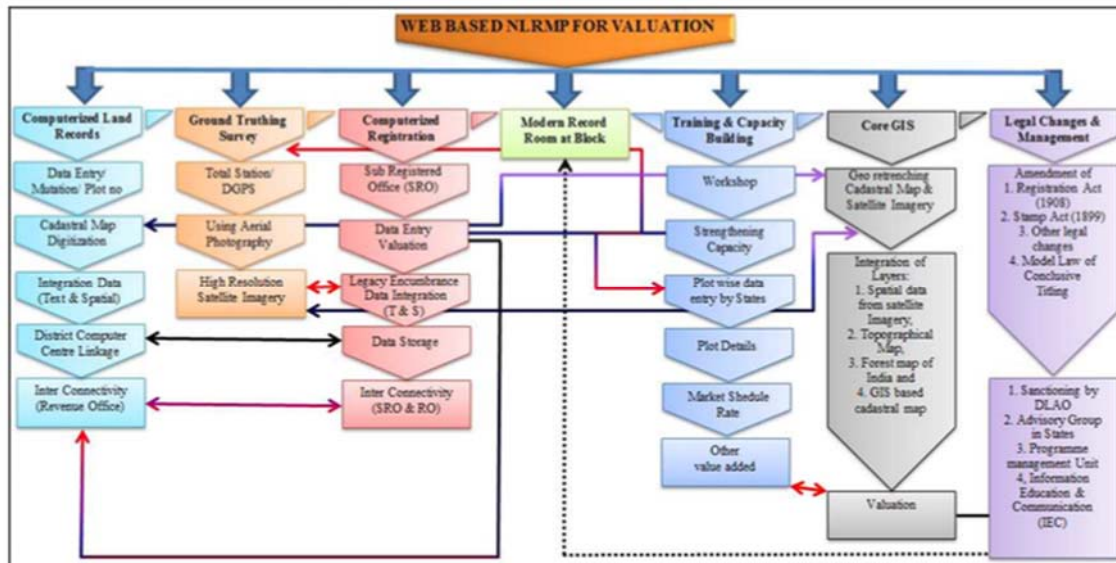 WEB BASED NLRMP FOR VALUATION
Computerized Land
Records
Data Entry/
Mutation/ Plot no
Cadastral Map
Digitization
Integration Data
(Text & Spatial)
District Computer
Centre Linkage
Inter Connectivity
(Revenue Office)
Ground Truthing
Survey
Total Station/
DGPS
Using Aerial
Photography
High Resolution
Satellite Imagery
Computerized
Registration
Sub Registered
Office (SRO)
Data Entry
Valuation
Legacy Encumbrance
Data Integration
(T & S)
Data Storage
Inter Connectivity
(SRO & RO)
Modern Record
Room at Block
Training & Capacity
Building
Workshop
Strengthening
Capacity
Plot wise data
entry by States
Plot Details
Market Shedule
Rate
Other
value added
Core GIS
Geo retrenching
Cadastral Map &
Satellite Imagery
Integration of
Layers:
1. Spatial data
from satellite
Imagery,
2. Topographical
Map,
3. Forest map of
India and
4. GIS based
cadastral map
Valuation
Legal Changes &
Management
Amendment of
1. Registration Act
(1908)
2. Stamp Act (1899)
3. Other legal
changes
4. Model Law of
Conclusive
Titling
1. Sanctioning by
DLAO
2. Advisory Group
in States
3. Programme
management Unit
4, Information
Education &
Communication
(IEC)